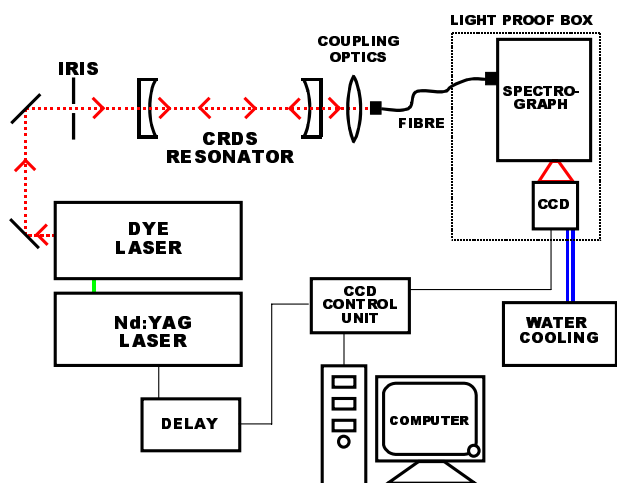 LIGHT PROOF BOX
COUPLING
OPTICS
IRIS
SPECTRO-
GRAPH
FIBRE
CRDS
RESONATOR
CCD
DYE
LASER
CCD
CONTROL
UNIT
Nd:YAG
LASER
WATER
COOLING
DELAY
COMPUTER